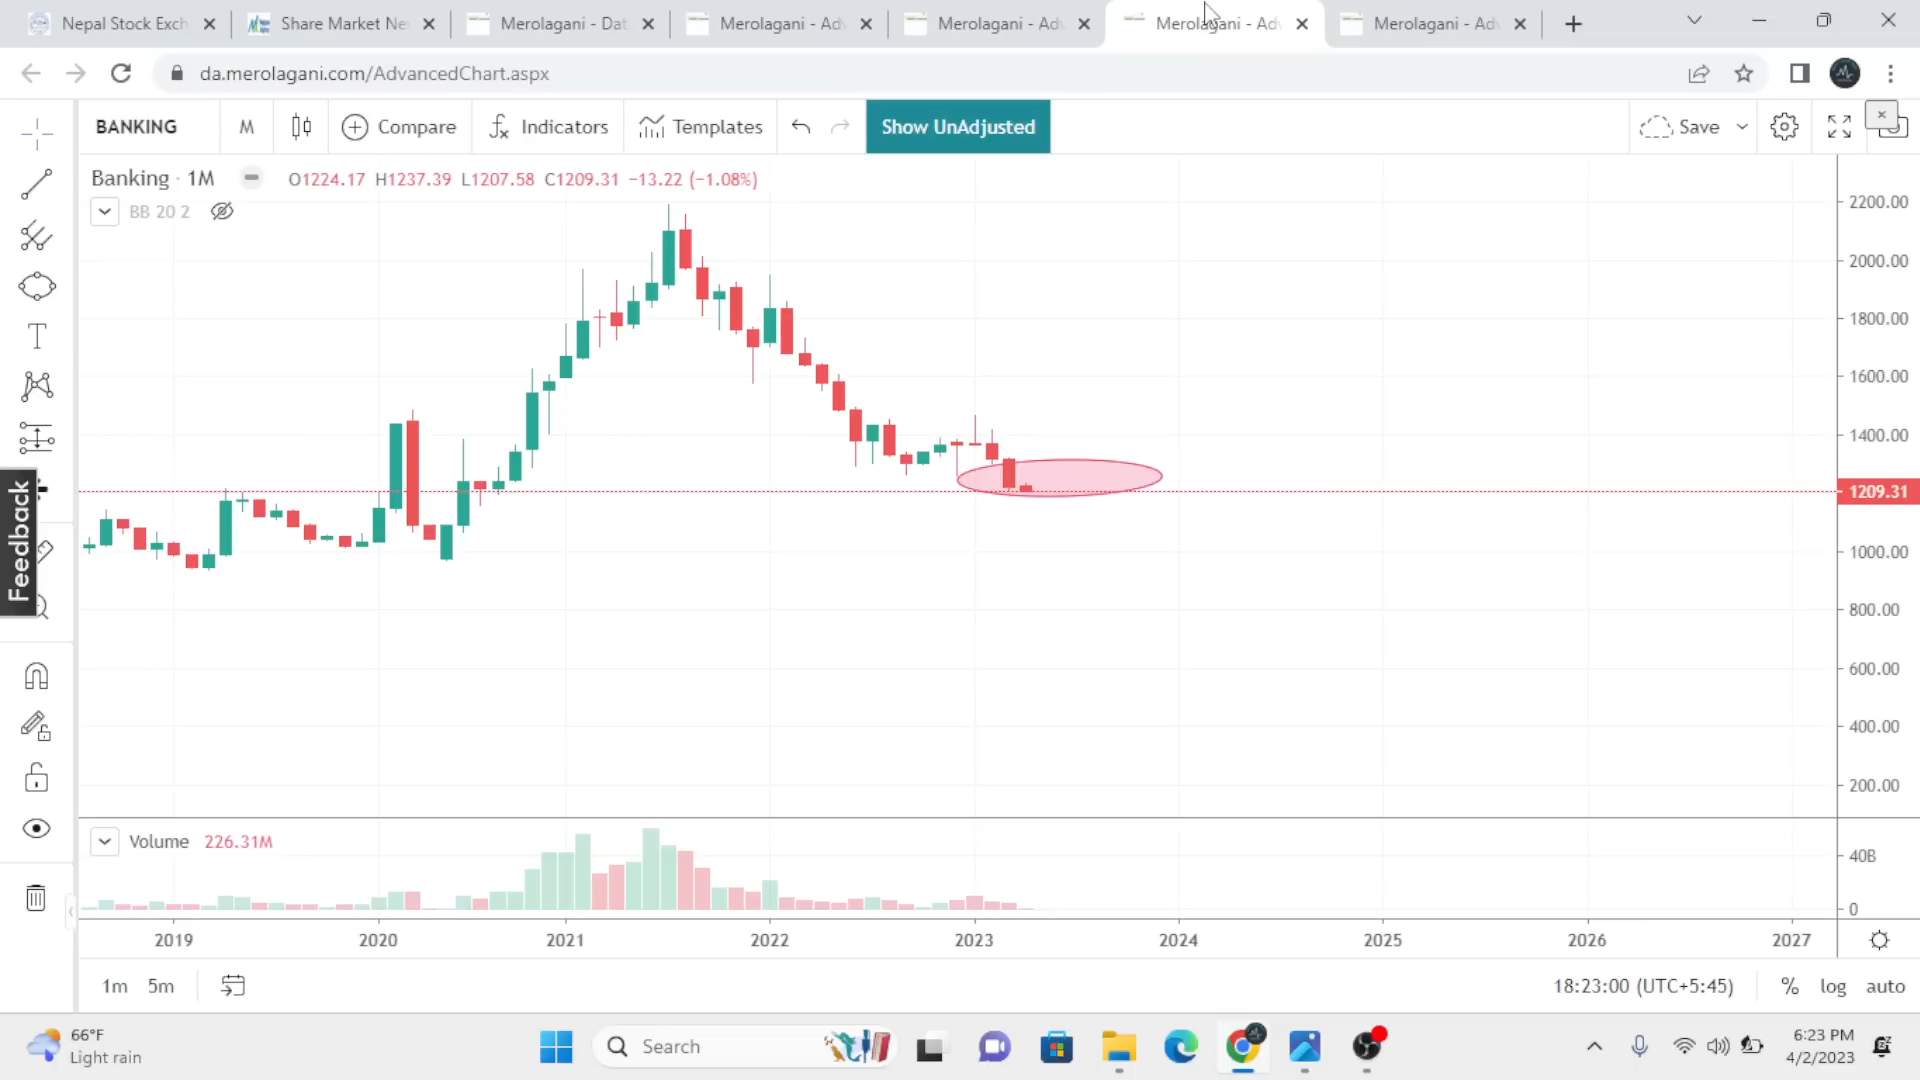 Nepal Stock Exch
Share Market Ne
Merolagani - Dat
Merolagani - Ad
Merolagani - Adv
Merolagani - Adv
Merolagani - Ad
da.merolagani.com/AdvancedChart.aspx
BANKING
M
Compare
Indicators
Templates
Show UnAdjusted
Save
Banking · 1M O1224.17 H1237.39 L1207.58 C1209.31 −13.22 (−1.08%)
BB 20 2
2200.00
2000.00
1800.00
1600.00
1400.00
1209.31
1000.00
800.00
600.00
400.00
200.00
T
Feedback
Volume 226.31M
40B
0
2019 2020 2021 2022 2023 2024 2025 2026 2027
1m 5m
18:23:00 (UTC+5:45) % log auto
66°F
Light rain
Search
6:23 PM
4/2/2023